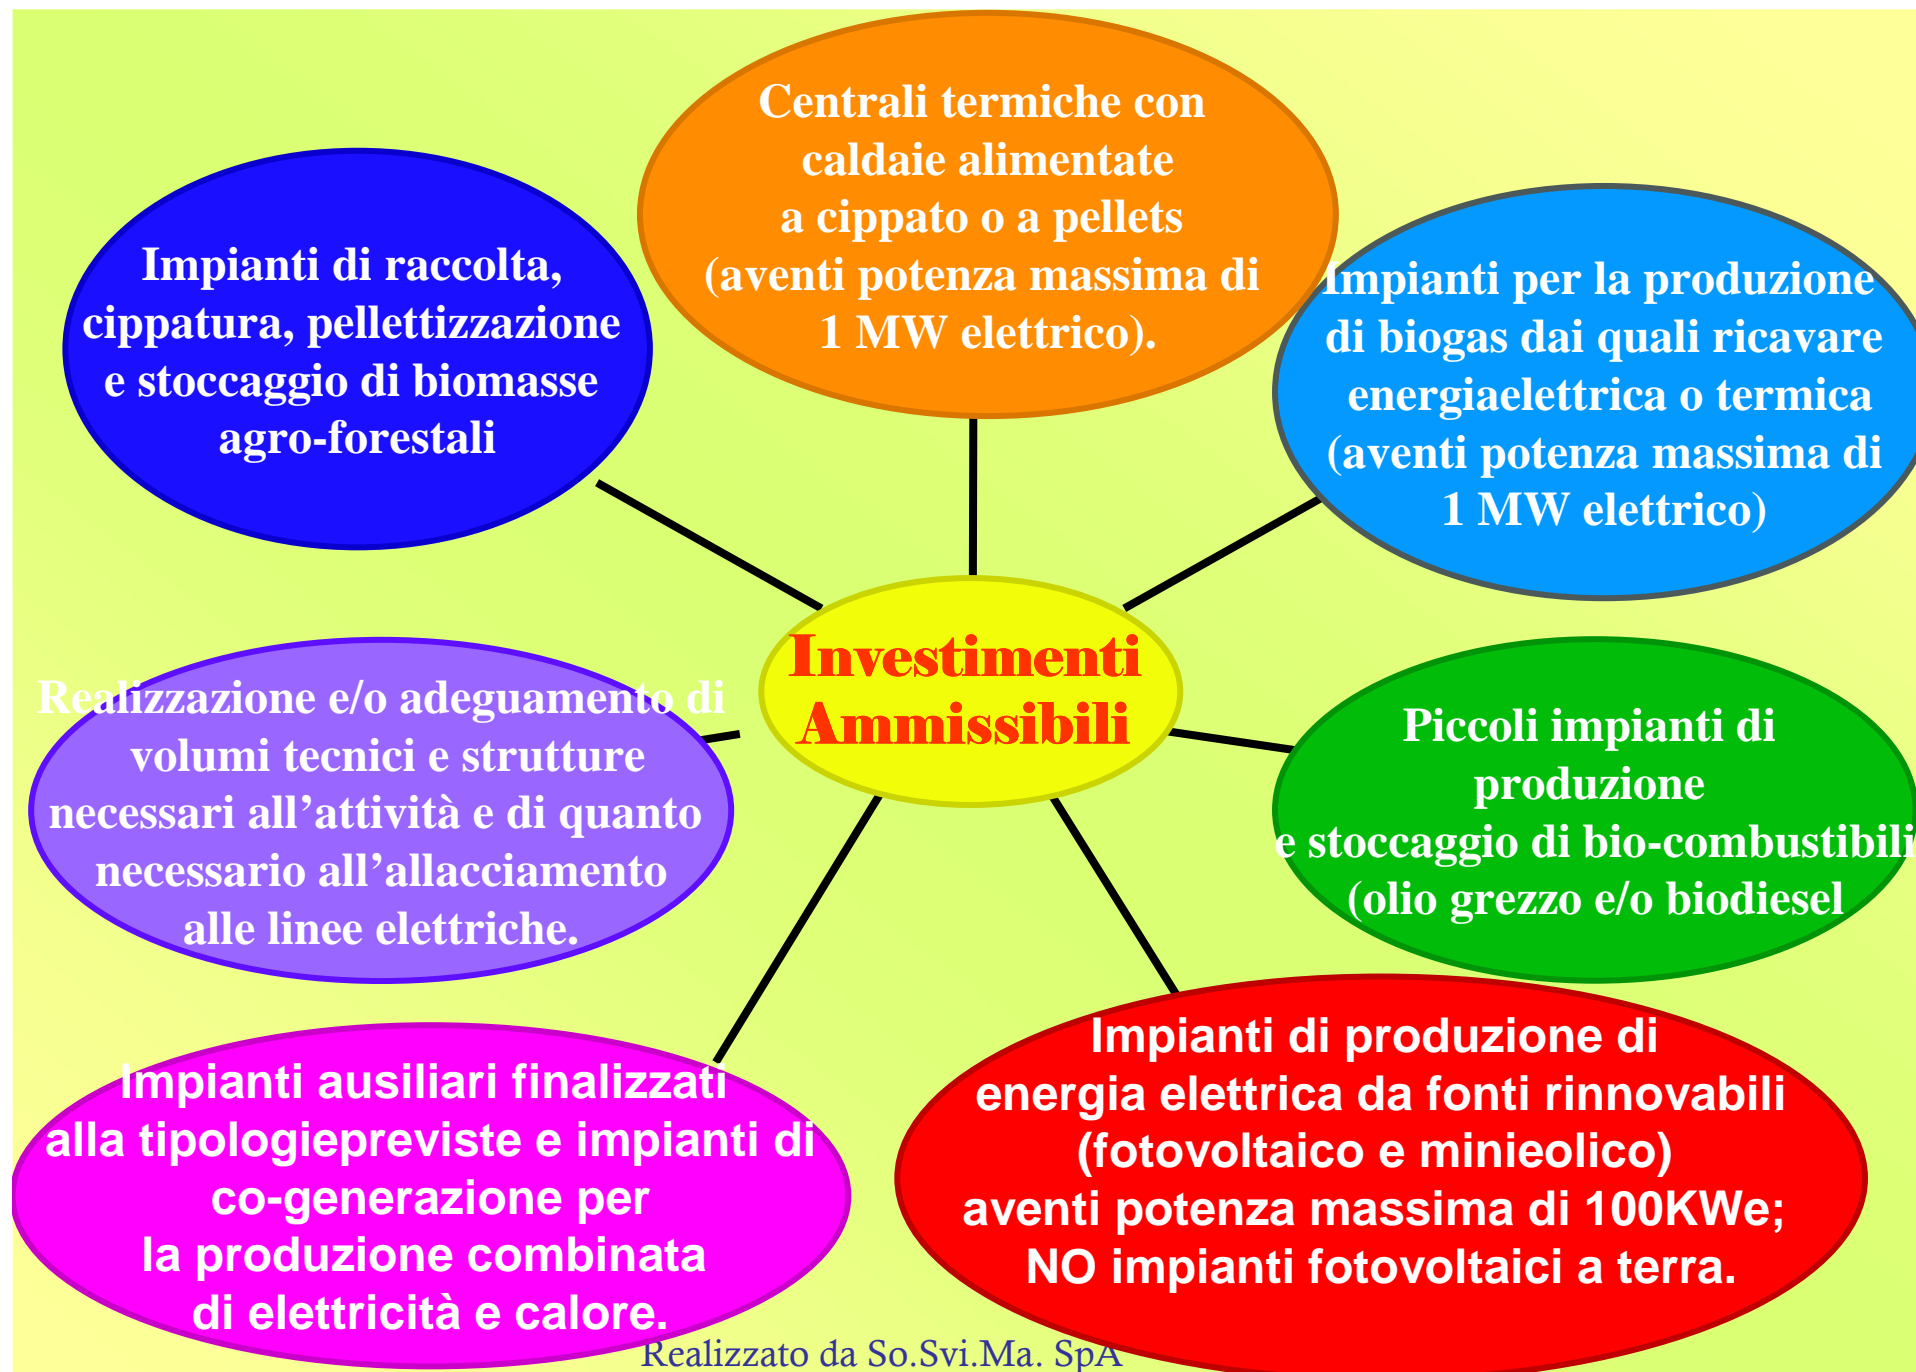 Centrali termiche con
caldaie alimentate
a cippato o a pellets
(aventi potenza massima di
1 MW elettrico).
Impianti di raccolta,
cippatura, pellettizzazione
e stoccaggio di biomasse
agro-forestali
Impianti per la produzione
di biogas dai quali ricavare
energiaelettrica o termica
(aventi potenza massima di
1 MW elettrico)
Investimenti
Ammissibili
Realizzazione e/o adeguamento di
volumi tecnici e strutture
necessari all’attività e di quanto
necessario all’allacciamento
alle linee elettriche.
Piccoli impianti di
produzione
e stoccaggio di bio-combustibili
(olio grezzo e/o biodiesel
Impianti ausiliari finalizzati
alla tipologiepreviste e impianti di
co-generazione per
la produzione combinata
di elettricità e calore.
Impianti di produzione di
energia elettrica da fonti rinnovabili
(fotovoltaico e minieolico)
aventi potenza massima di 100KWe;
NO impianti fotovoltaici a terra.
Realizzato da So.Svi.Ma. SpA